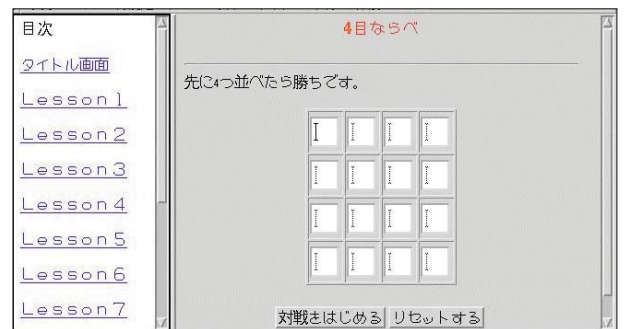 目次
タイトル画面
Lesson1
Lesson2
Lesson3
Lesson4
Lesson5
Lesson6
Lesson7
4目ならべ
先に4つ並べたら勝ちです。
対戦をはじめる リセットする